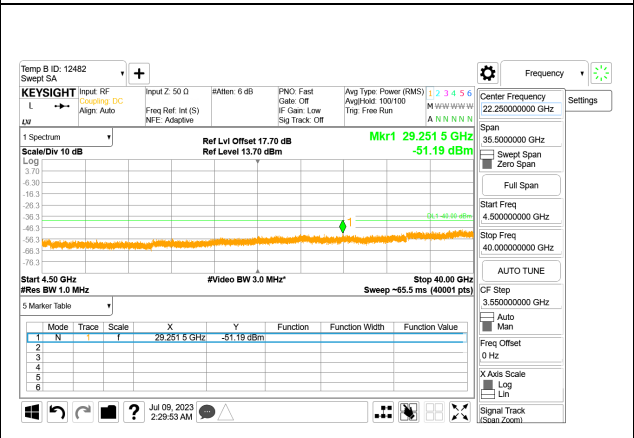 Temp B ID: 12482
Swept SA
Frequency
Settings
KEYSIGHT Input: RF
Coupling: DC
Align: Auto
Input Z: 50 Ω
Freq Ref: Int (S)
NFE: Adaptive
#Atten: 6 dB
PNO: Fast
Gate: Off
IF Gain: Low
Sig Track: Off
Avg Type: Power (RMS)
Avg|Hold: 100/100
Trig: Free Run
1 2 3 4 5 6
M W W W W W
A N N N N N
L
1 Spectrum
Scale/Div 10 dB
Ref Lvl Offset 17.70 dB
Ref Level 13.70 dBm
Mkr1 29.251 5 GHz
-51.19 dBm
Log
3.70
-6.30
-16.3
-26.3
-36.3
-46.3
-56.3
-66.3
-76.3
DL1 -40.00 dBm
1
Start 4.50 GHz
#Res BW 1.0 MHz
#Video BW 3.0 MHz*
Stop 40.00 GHz
Sweep ~65.5 ms (40001 pts)
5 Marker Table
Mode Trace Scale X Y Function Function Width Function Value
1 N 1 f 29.251 5 GHz -51.19 dBm
2
3
4
5
6
Jul 09, 2023
2:29:53 AM
Center Frequency
22.250000000 GHz
Span
35.5000000 GHz
Swept Span
Zero Span
Full Span
Start Freq
4.500000000 GHz
Stop Freq
40.000000000 GHz
AUTO TUNE
CF Step
3.550000000 GHz
Auto
Man
Freq Offset
0 Hz
X Axis Scale
Log
Lin
Signal Track
(Span Zoom)